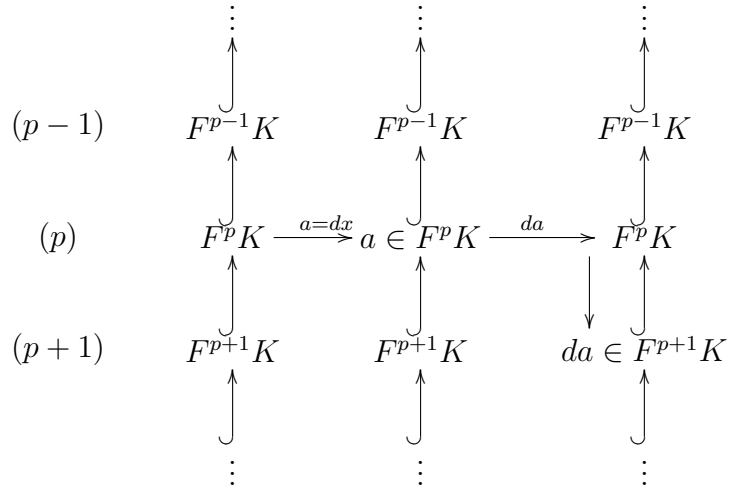 ⋮ ⋮ ⋮
(p − 1) F^{p−1}K F^{p−1}K F^{p−1}K
(p) F^pK a=dx a ∈ F^pK da F^pK
(p + 1) F^{p+1}K F^{p+1}K da ∈ F^{p+1}K
⋮ ⋮ ⋮